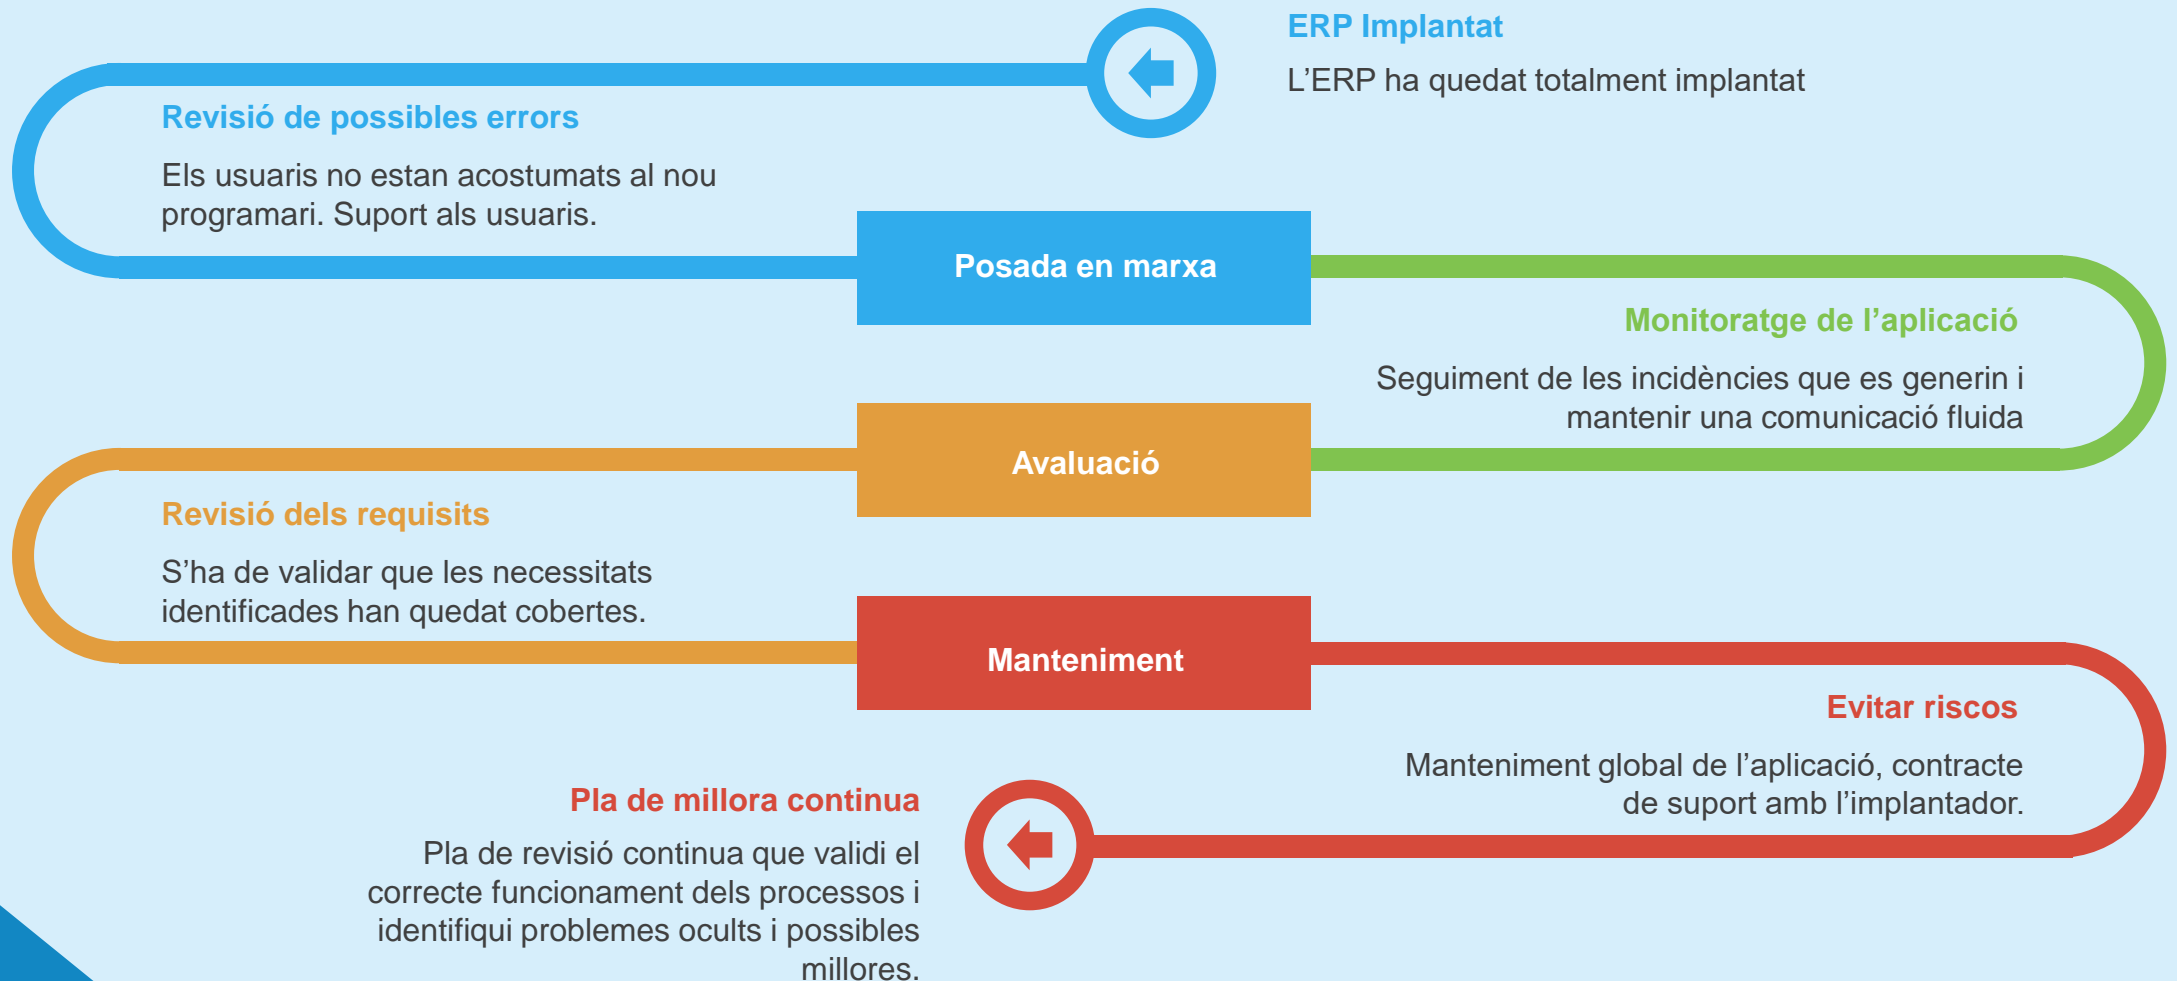 ERP Implantat
L’ERP ha quedat totalment implantat
Revisió de possibles errors
Els usuaris no estan acostumats al nou
programari. Suport als usuaris.
Posada en marxa
Monitoratge de l’aplicació
Seguiment de les incidències que es generin i
mantenir una comunicació fluida
Avaluació
Revisió dels requisits
S’ha de validar que les necessitats
identificades han quedat cobertes.
Manteniment
Evitar riscos
Manteniment global de l’aplicació, contracte
de suport amb l’implantador.
Pla de millora continua
Pla de revisió continua que validi el
correcte funcionament dels processos i
identifiqui problemes ocults i possibles
millores.